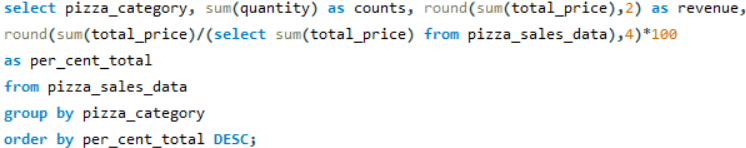 select pizza_category, sum(quantity) as counts, round(sum(total_price),2) as revenue,
round(sum(total_price)/(select sum(total_price) from pizza_sales_data),4)*100
as per_cent_total
from pizza_sales_data
group by pizza_category
order by per_cent_total DESC;